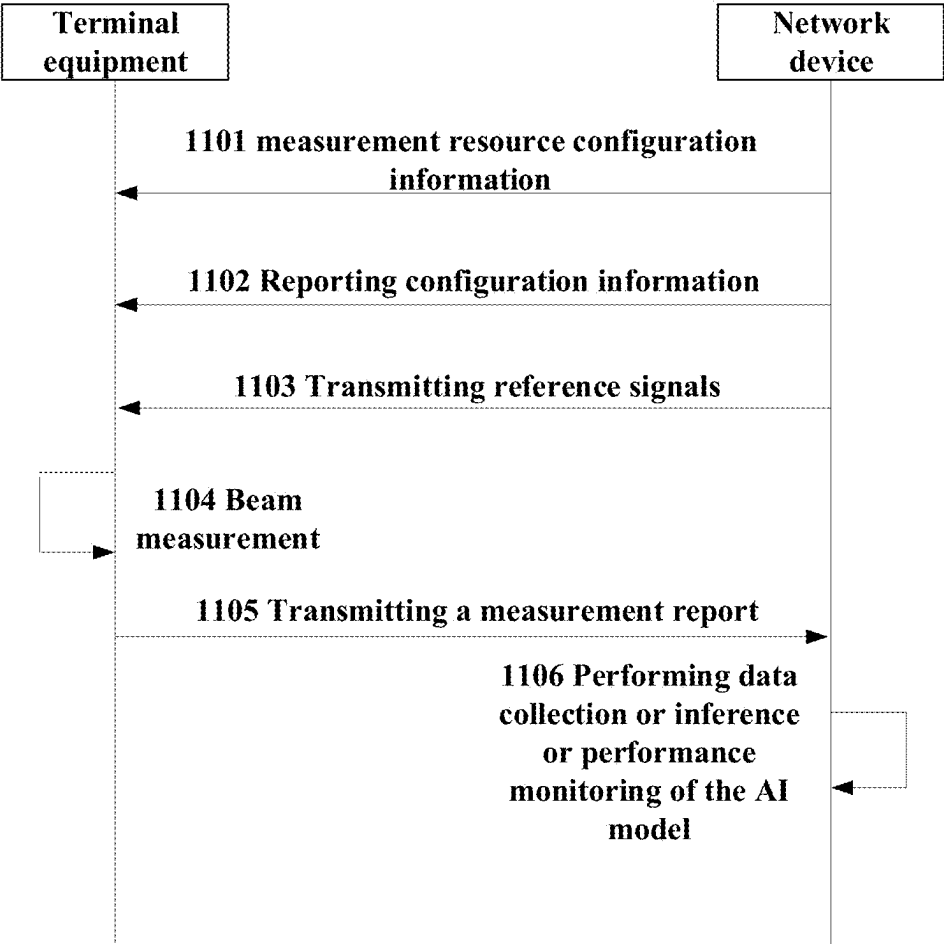 Terminal
equipment
Network
device
1101 measurement resource configuration
information
1102 Reporting configuration information
1103 Transmitting reference signals
1104 Beam
measurement
1105 Transmitting a measurement report
1106 Performing data
collection or inference
or performance
monitoring of the AI
model